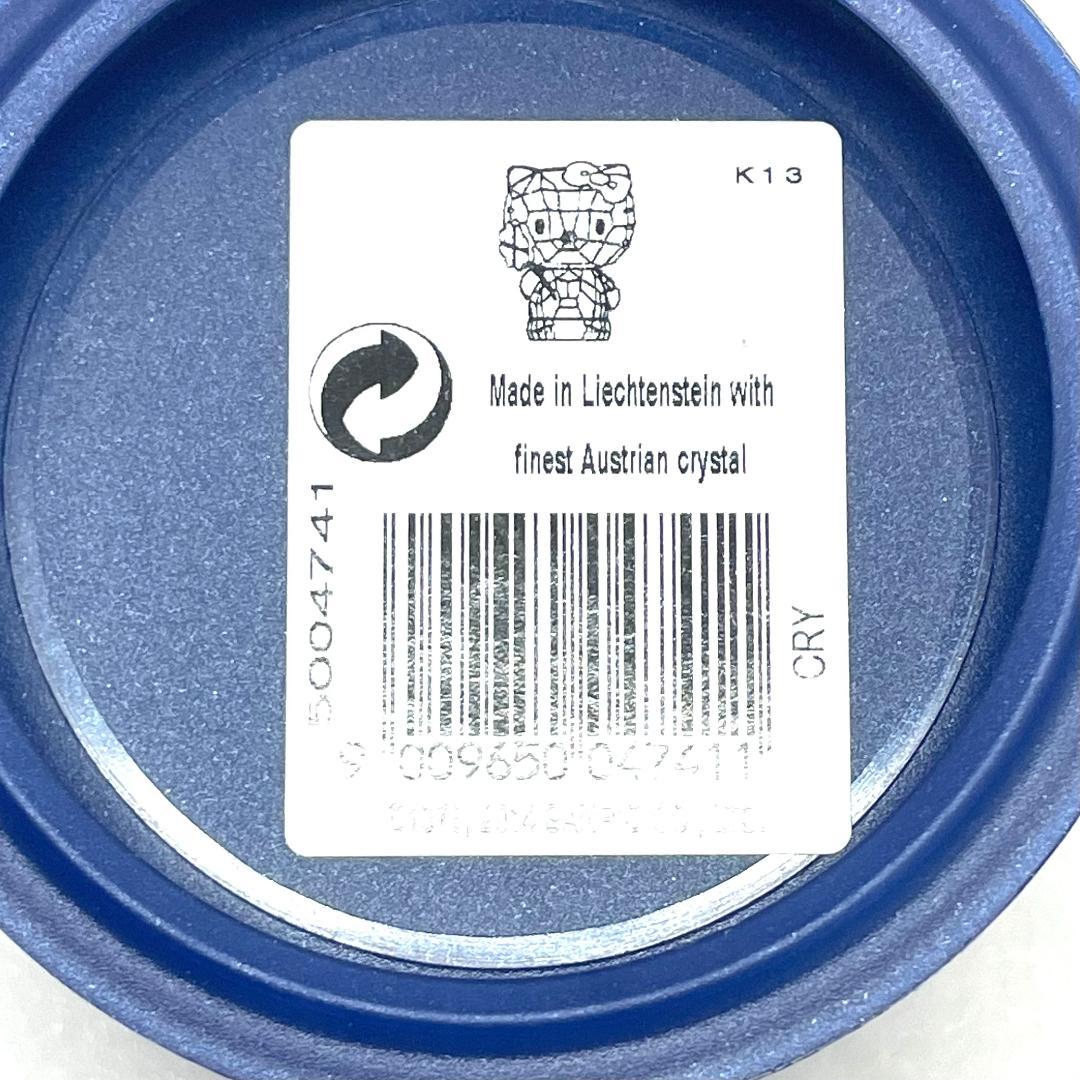 K13
Made in Liechtenstein with
finest Austrian crystal
5004741
CRY
9 009650 047411